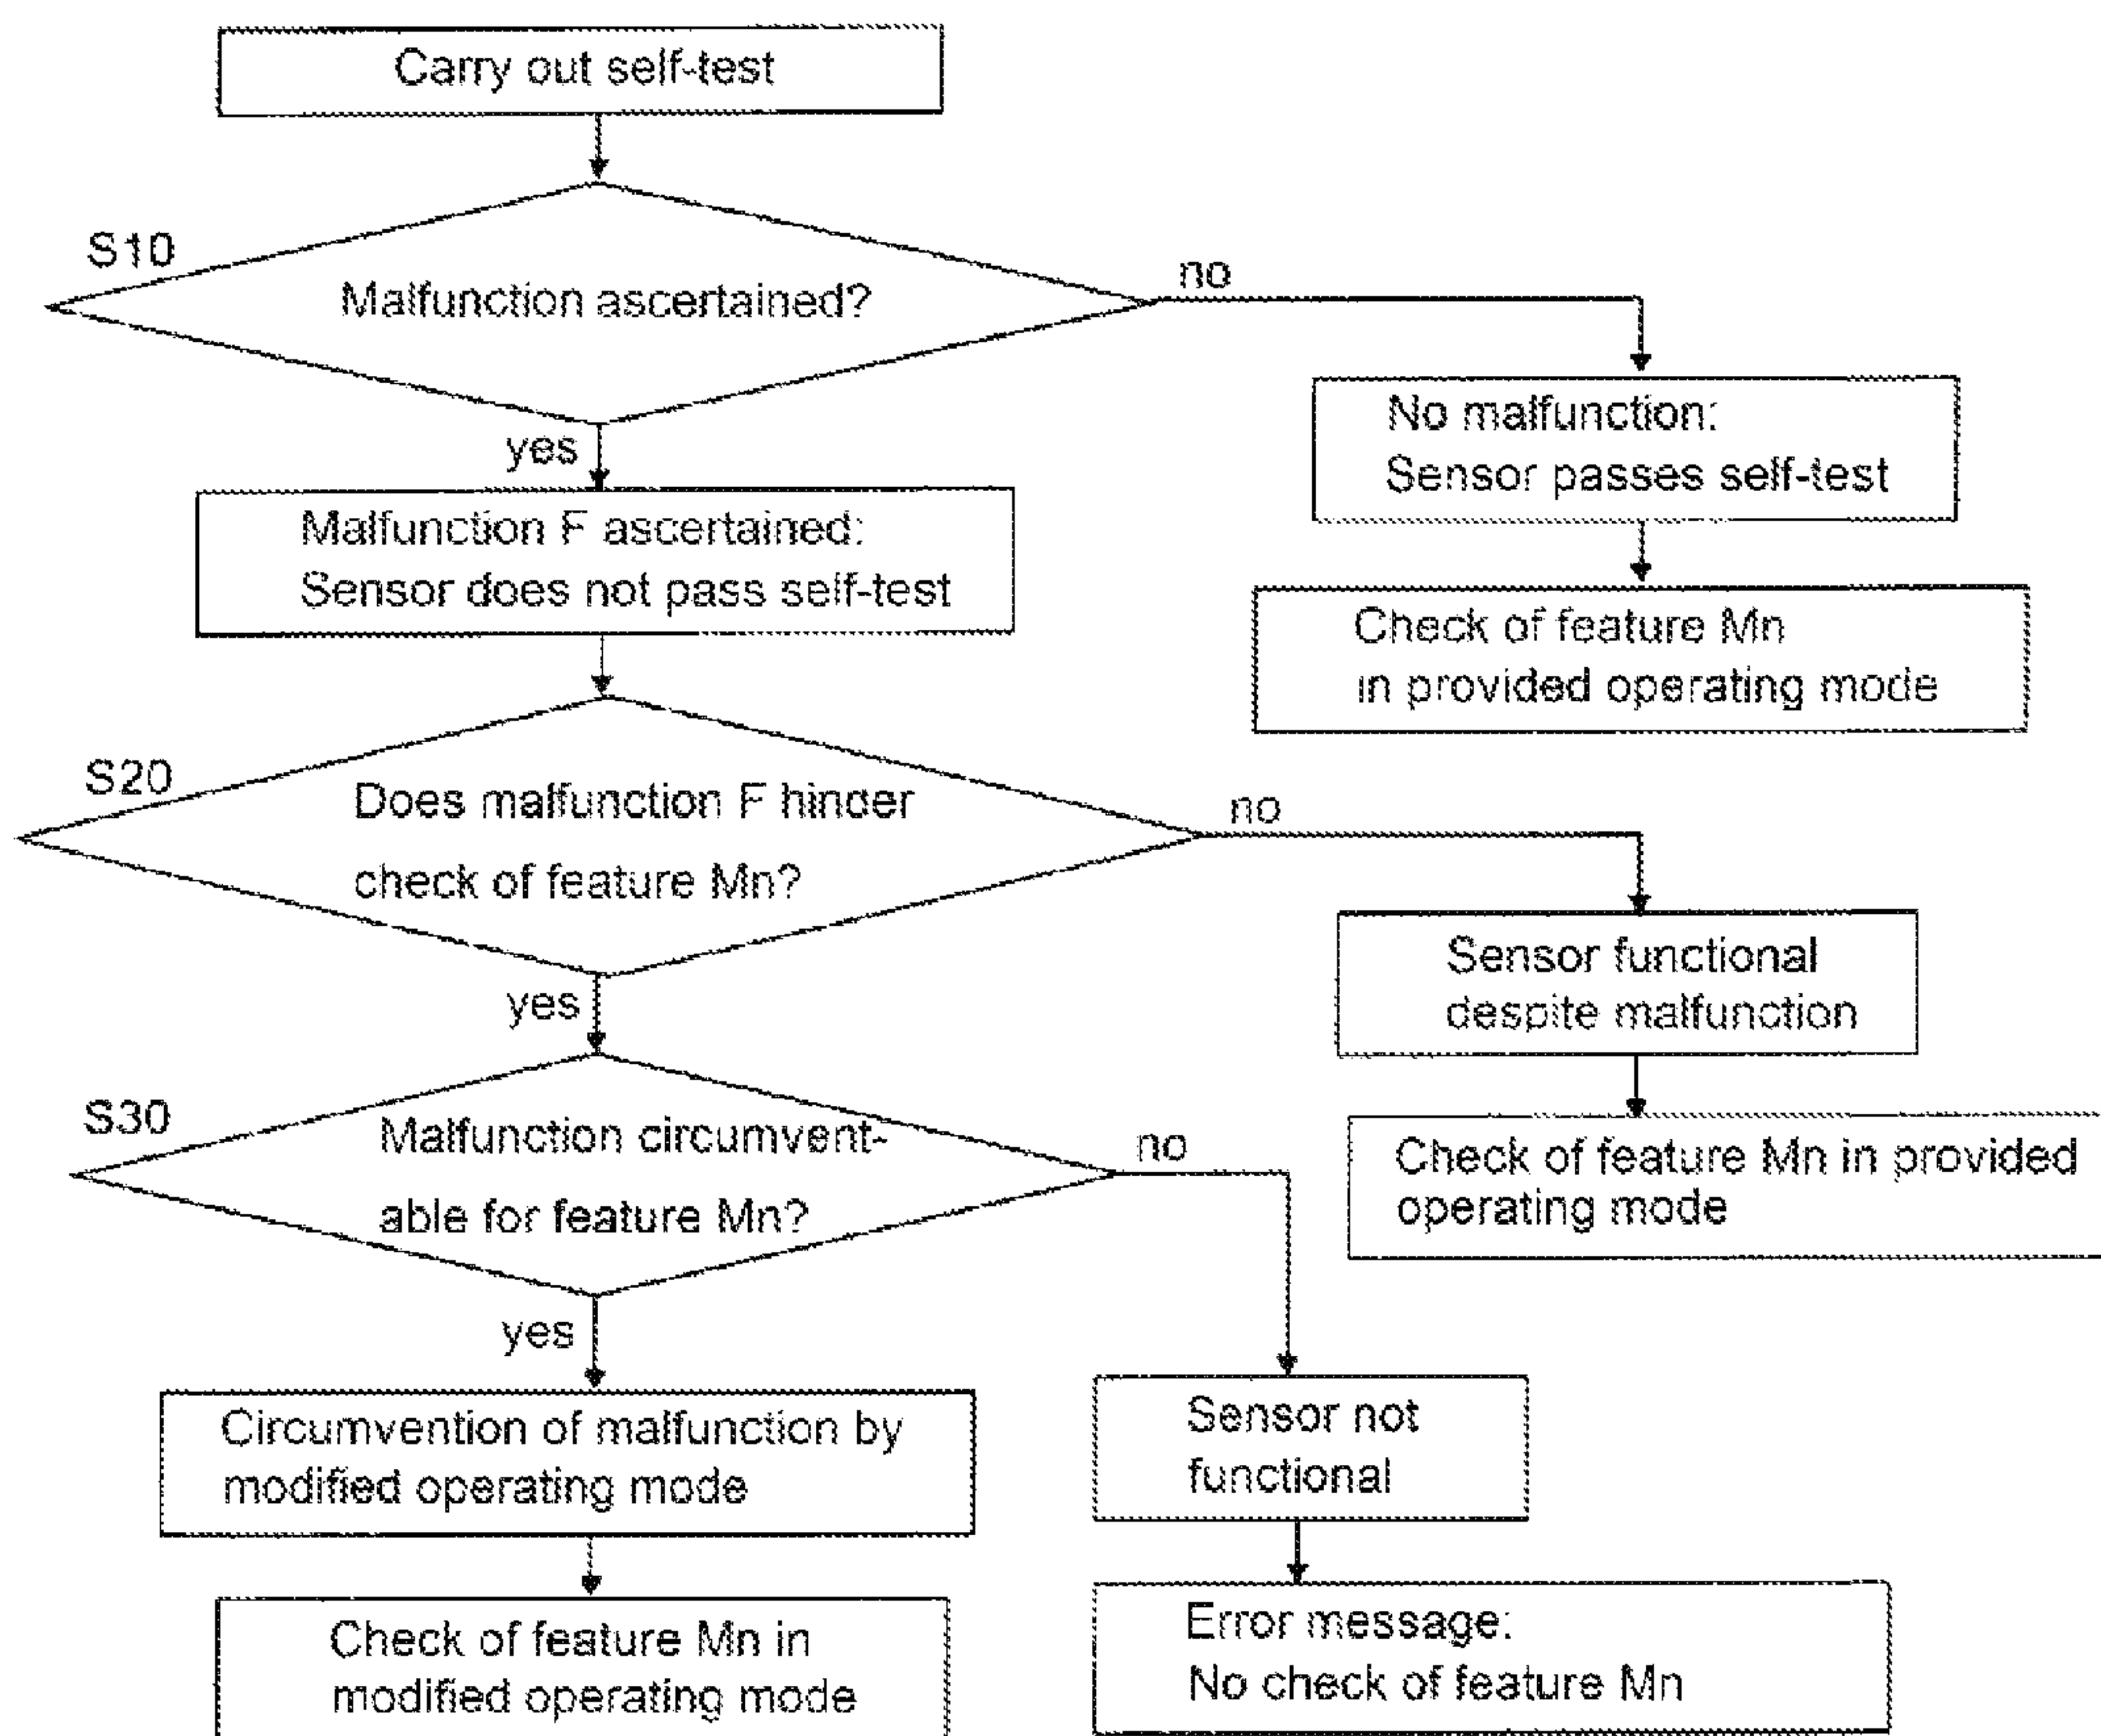 Carry out self-test
S10
Malfunction ascertained?
no
yes
No malfunction:
Sensor passes self-test
Malfunction F ascertained:
Sensor does not pass self-test
Check of feature Mn
in provided operating mode
S20
Does malfunction F hinder
check of feature Mn?
no
yes
Sensor functional
despite malfunction
S30
Malfunction circumvent-
able for feature Mn?
no
Check of feature Mn in provided
operating mode
yes
Circumvention of malfunction by
modified operating mode
Sensor not
functional
Check of feature Mn in
modified operating mode
Error message:
No check of feature Mn